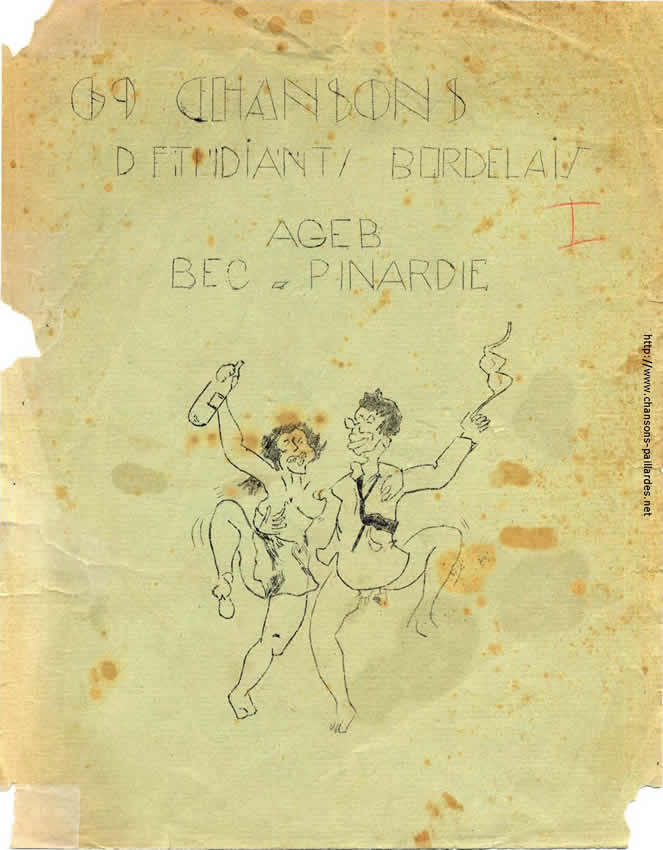 69 CHANSONS
D'ETUDIANTS BORDELAIS
I
AGEB
BEC - PINARDIE
http://www.chansons-paillardes.net